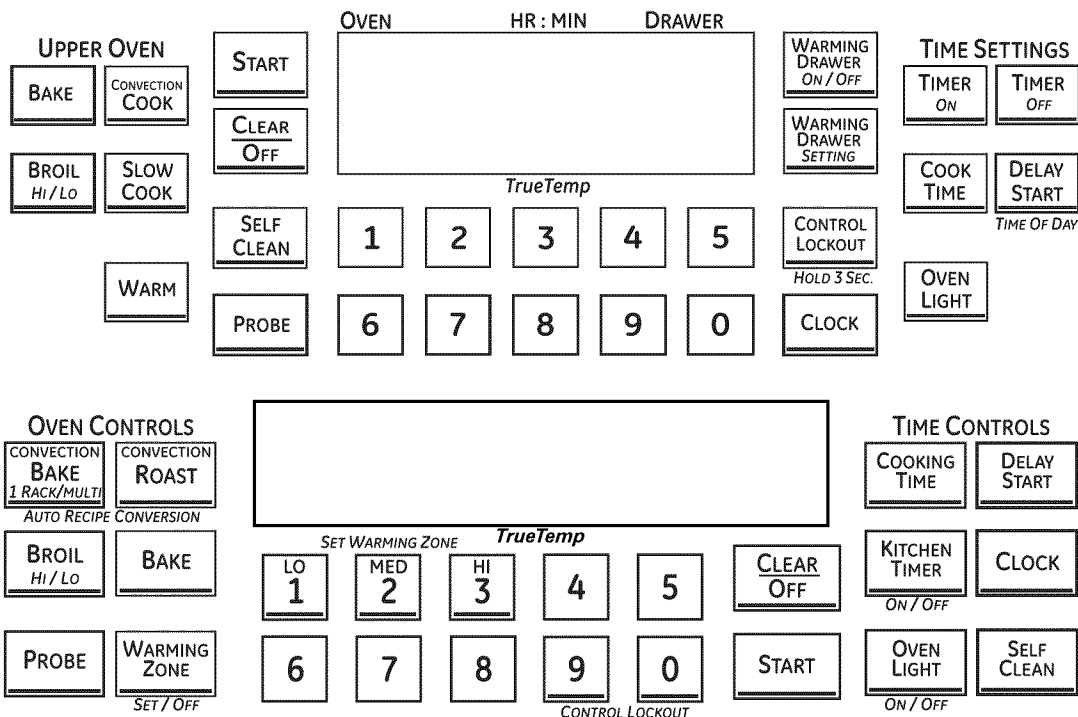 OVEN HR : MIN DRAWER
UPPER OVEN
BAKE
CONVECTION
COOK
BROIL
HI / LO
SLOW
COOK
WARM
START
CLEAR
OFF
SELF
CLEAN
PROBE
TrueTemp
1 2 3 4 5
6 7 8 9 0
WARMING
DRAWER
ON / OFF
WARMING
DRAWER
SETTING
CONTROL
LOCKOUT
HOLD 3 SEC.
CLOCK
TIME SETTINGS
TIMER
ON
TIMER
OFF
COOK
TIME
DELAY
START
TIME OF DAY
OVEN
LIGHT
OVEN CONTROLS
CONVECTION
BAKE
1 RACK/MULTI
CONVECTION
ROAST
AUTO RECIPE CONVERSION
BROIL
HI / LO
BAKE
PROBE
WARMING
ZONE
SET / OFF
SET WARMING ZONE TrueTemp
LO MED HI
1 2 3 4 5
6 7 8 9 0
CONTROL LOCKOUT
CLEAR
OFF
START
TIME CONTROLS
COOKING
TIME
DELAY
START
KITCHEN
TIMER
ON / OFF
CLOCK
OVEN
LIGHT
ON / OFF
SELF
CLEAN